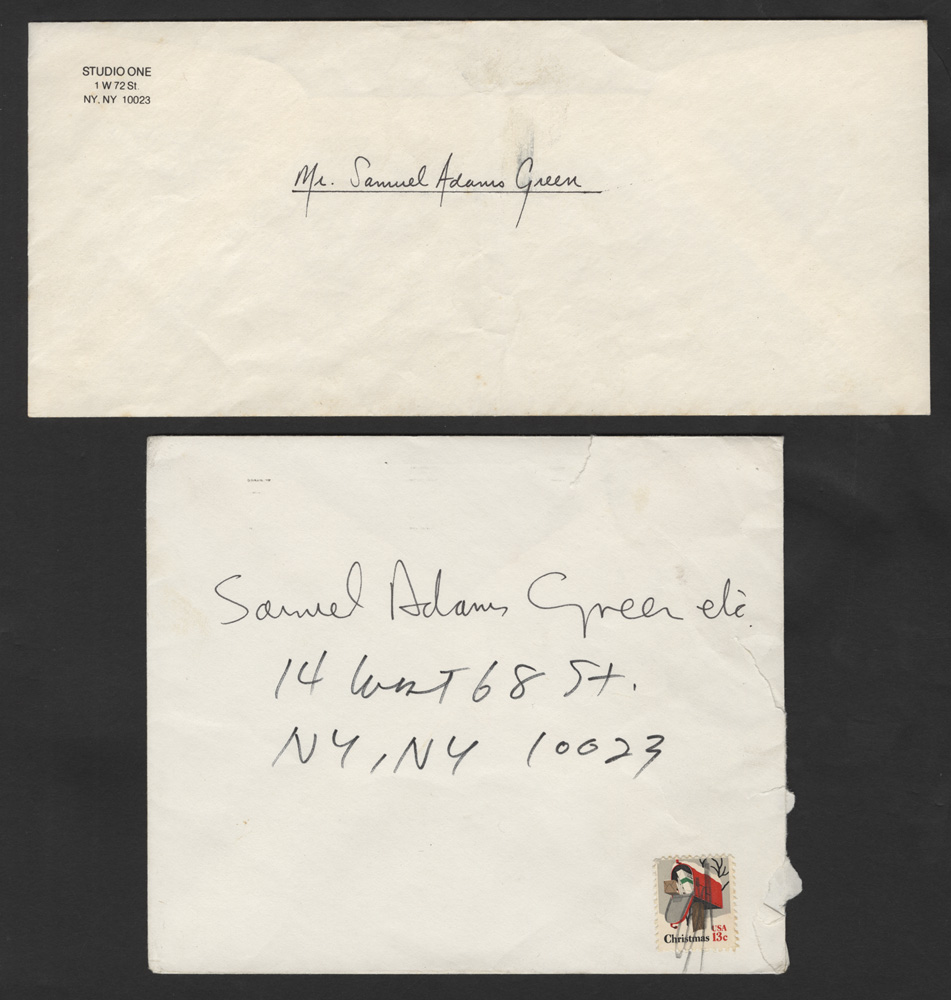 STUDIO ONE
1 W 72 St.
NY, NY 10023
Mr. Samuel Adams Green
Samuel Adams Green etc.
14 West 68 St.
NY, NY 10023
Christmas
USA
13c